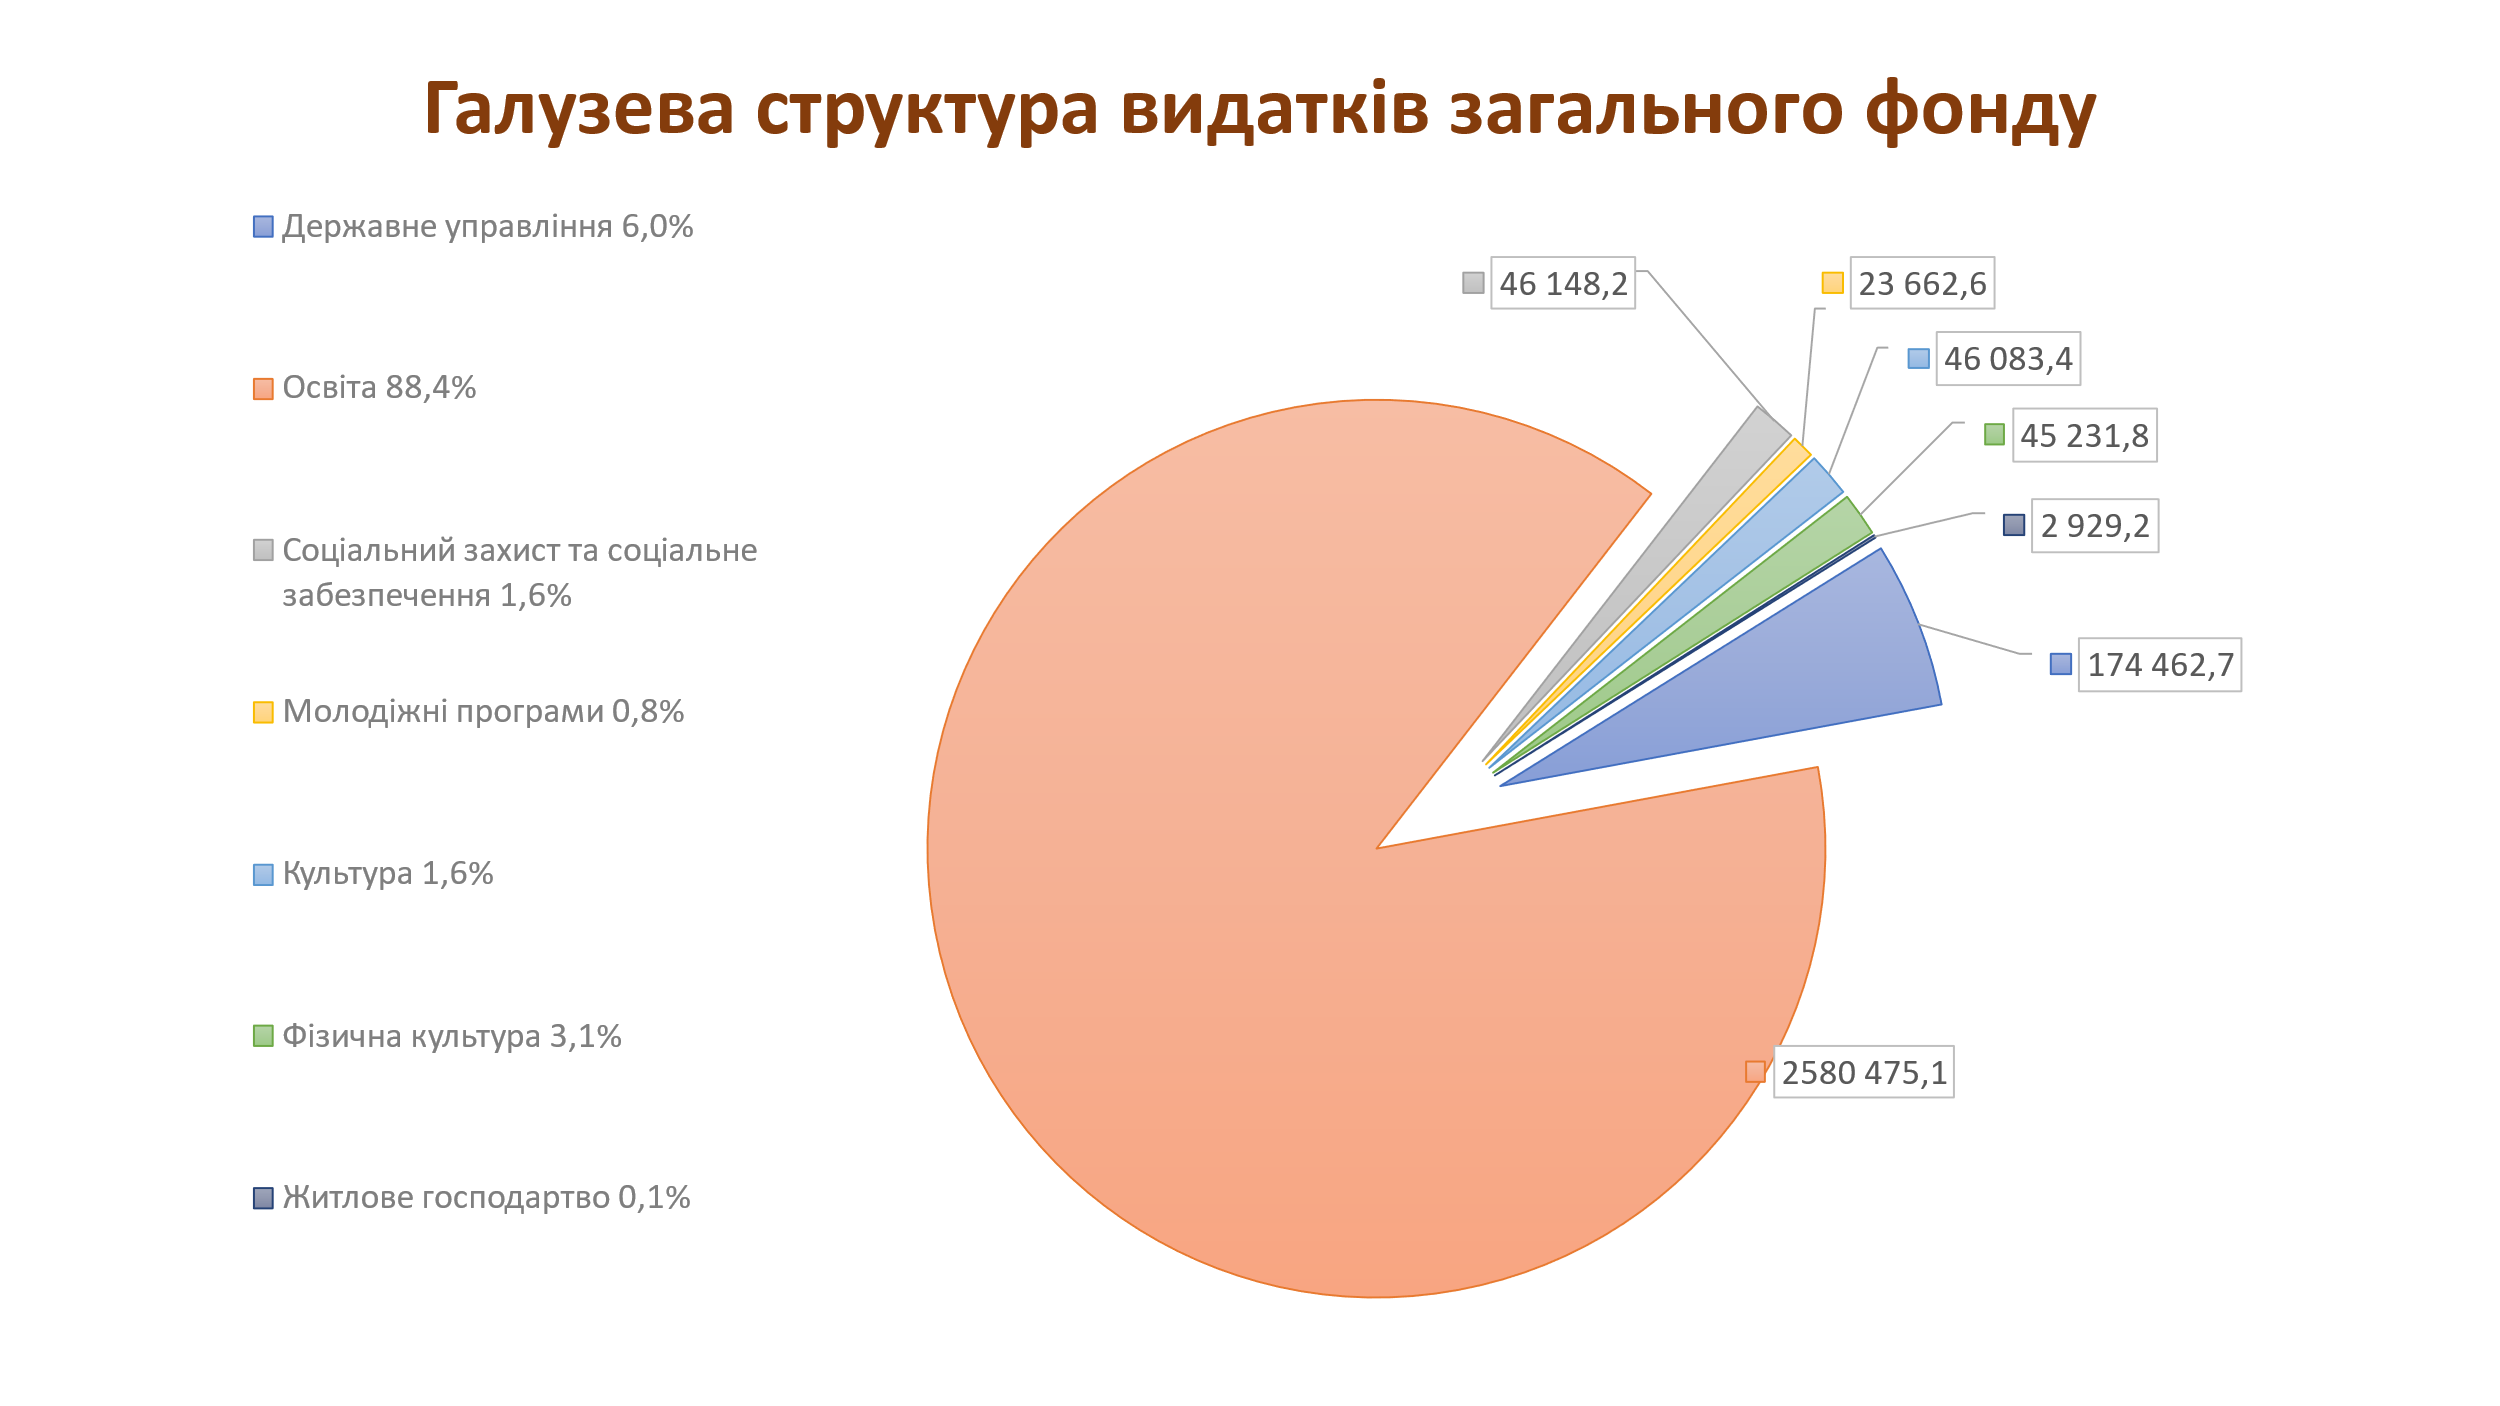 Галузева структура видатків загального фонду
Державне управління 6,0%
Освіта 88,4%
Соціальний захист та соціальне
забезпечення 1,6%
Молодіжні програми 0,8%
Культура 1,6%
Фізична культура 3,1%
Житлове господартво 0,1%
46 148,2
23 662,6
46 083,4
45 231,8
2 929,2
174 462,7
2580 475,1